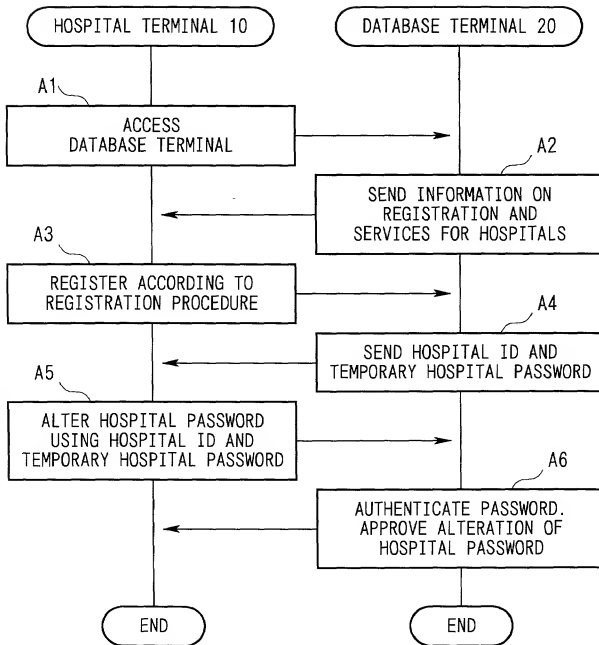 HOSPITAL TERMINAL 10
DATABASE TERMINAL 20
A1
ACCESS
DATABASE TERMINAL
A2
SEND INFORMATION ON
REGISTRATION AND
SERVICES FOR HOSPITALS
A3
REGISTER ACCORDING TO
REGISTRATION PROCEDURE
A4
SEND HOSPITAL ID AND
TEMPORARY HOSPITAL PASSWORD
A5
ALTER HOSPITAL PASSWORD
USING HOSPITAL ID AND
TEMPORARY HOSPITAL PASSWORD
A6
AUTHENTICATE PASSWORD.
APPROVE ALTERATION OF
HOSPITAL PASSWORD
END
END